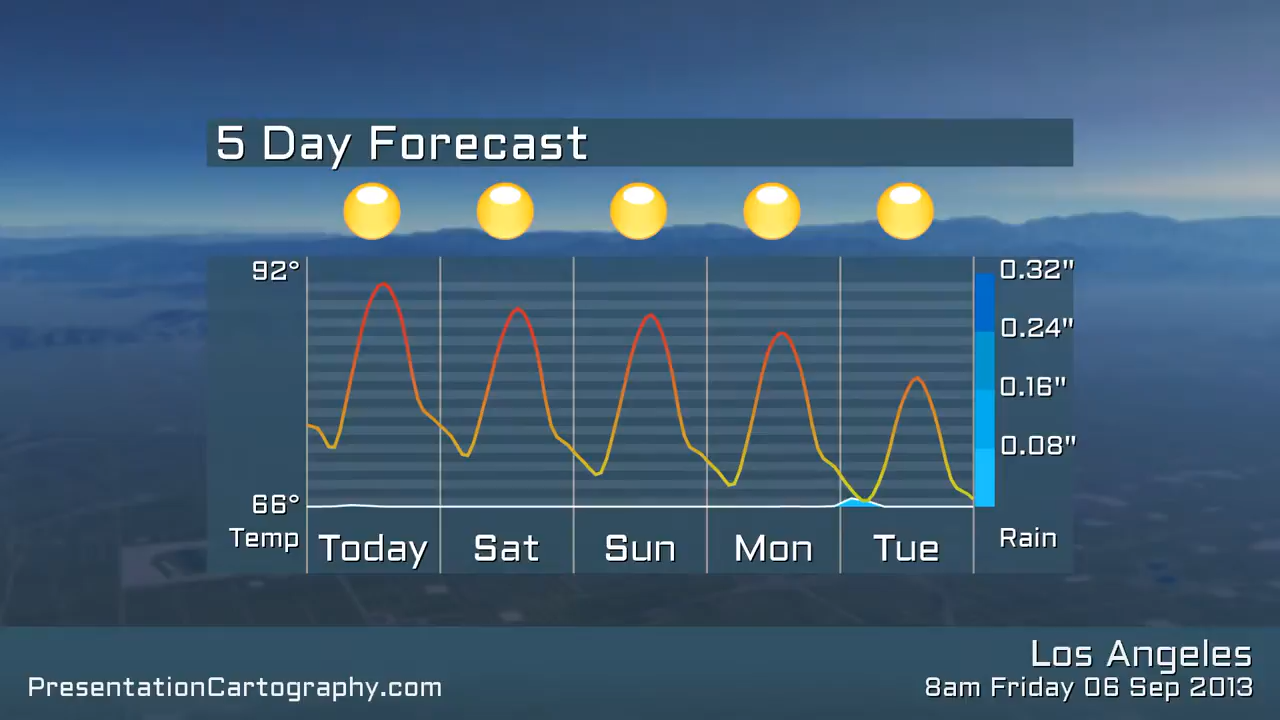 5 Day Forecast
92°
66°
Temp
Today
Sat
Sun
Mon
Tue
0.32"
0.24"
0.16"
0.08"
Rain
Los Angeles
PresentationCartography.com
8am Friday 06 Sep 2013